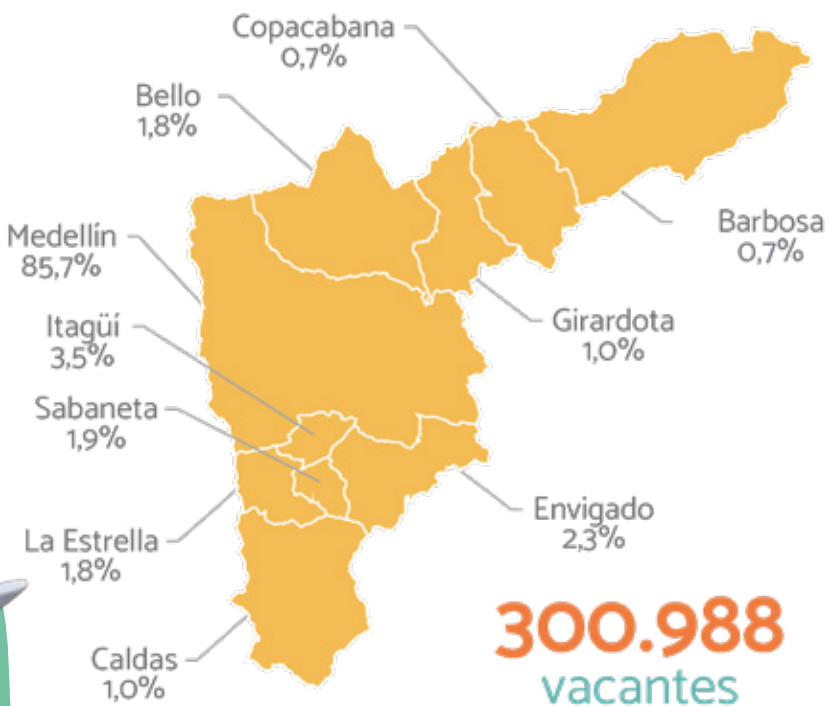 Copacabana
0,7%
Bello
1,8%
Medellín
85,7%
Barbosa
0,7%
Itagüí
3,5%
Girardota
1,0%
Sabaneta
1,9%
Envigado
2,3%
La Estrella
1,8%
Caldas
1,0%
300.988
vacantes